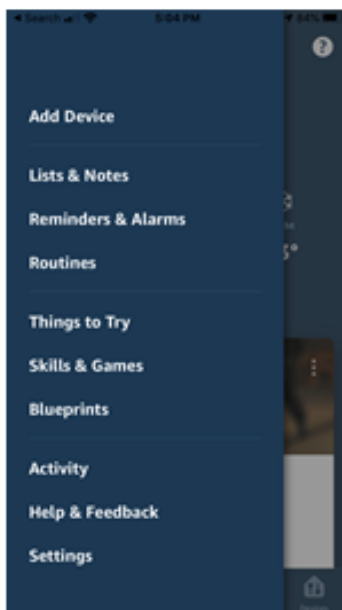 Search
5:04 PM
84%
?
Add Device
Lists & Notes
Reminders & Alarms
Routines
Things to Try
Skills & Games
Blueprints
Activity
Help & Feedback
Settings